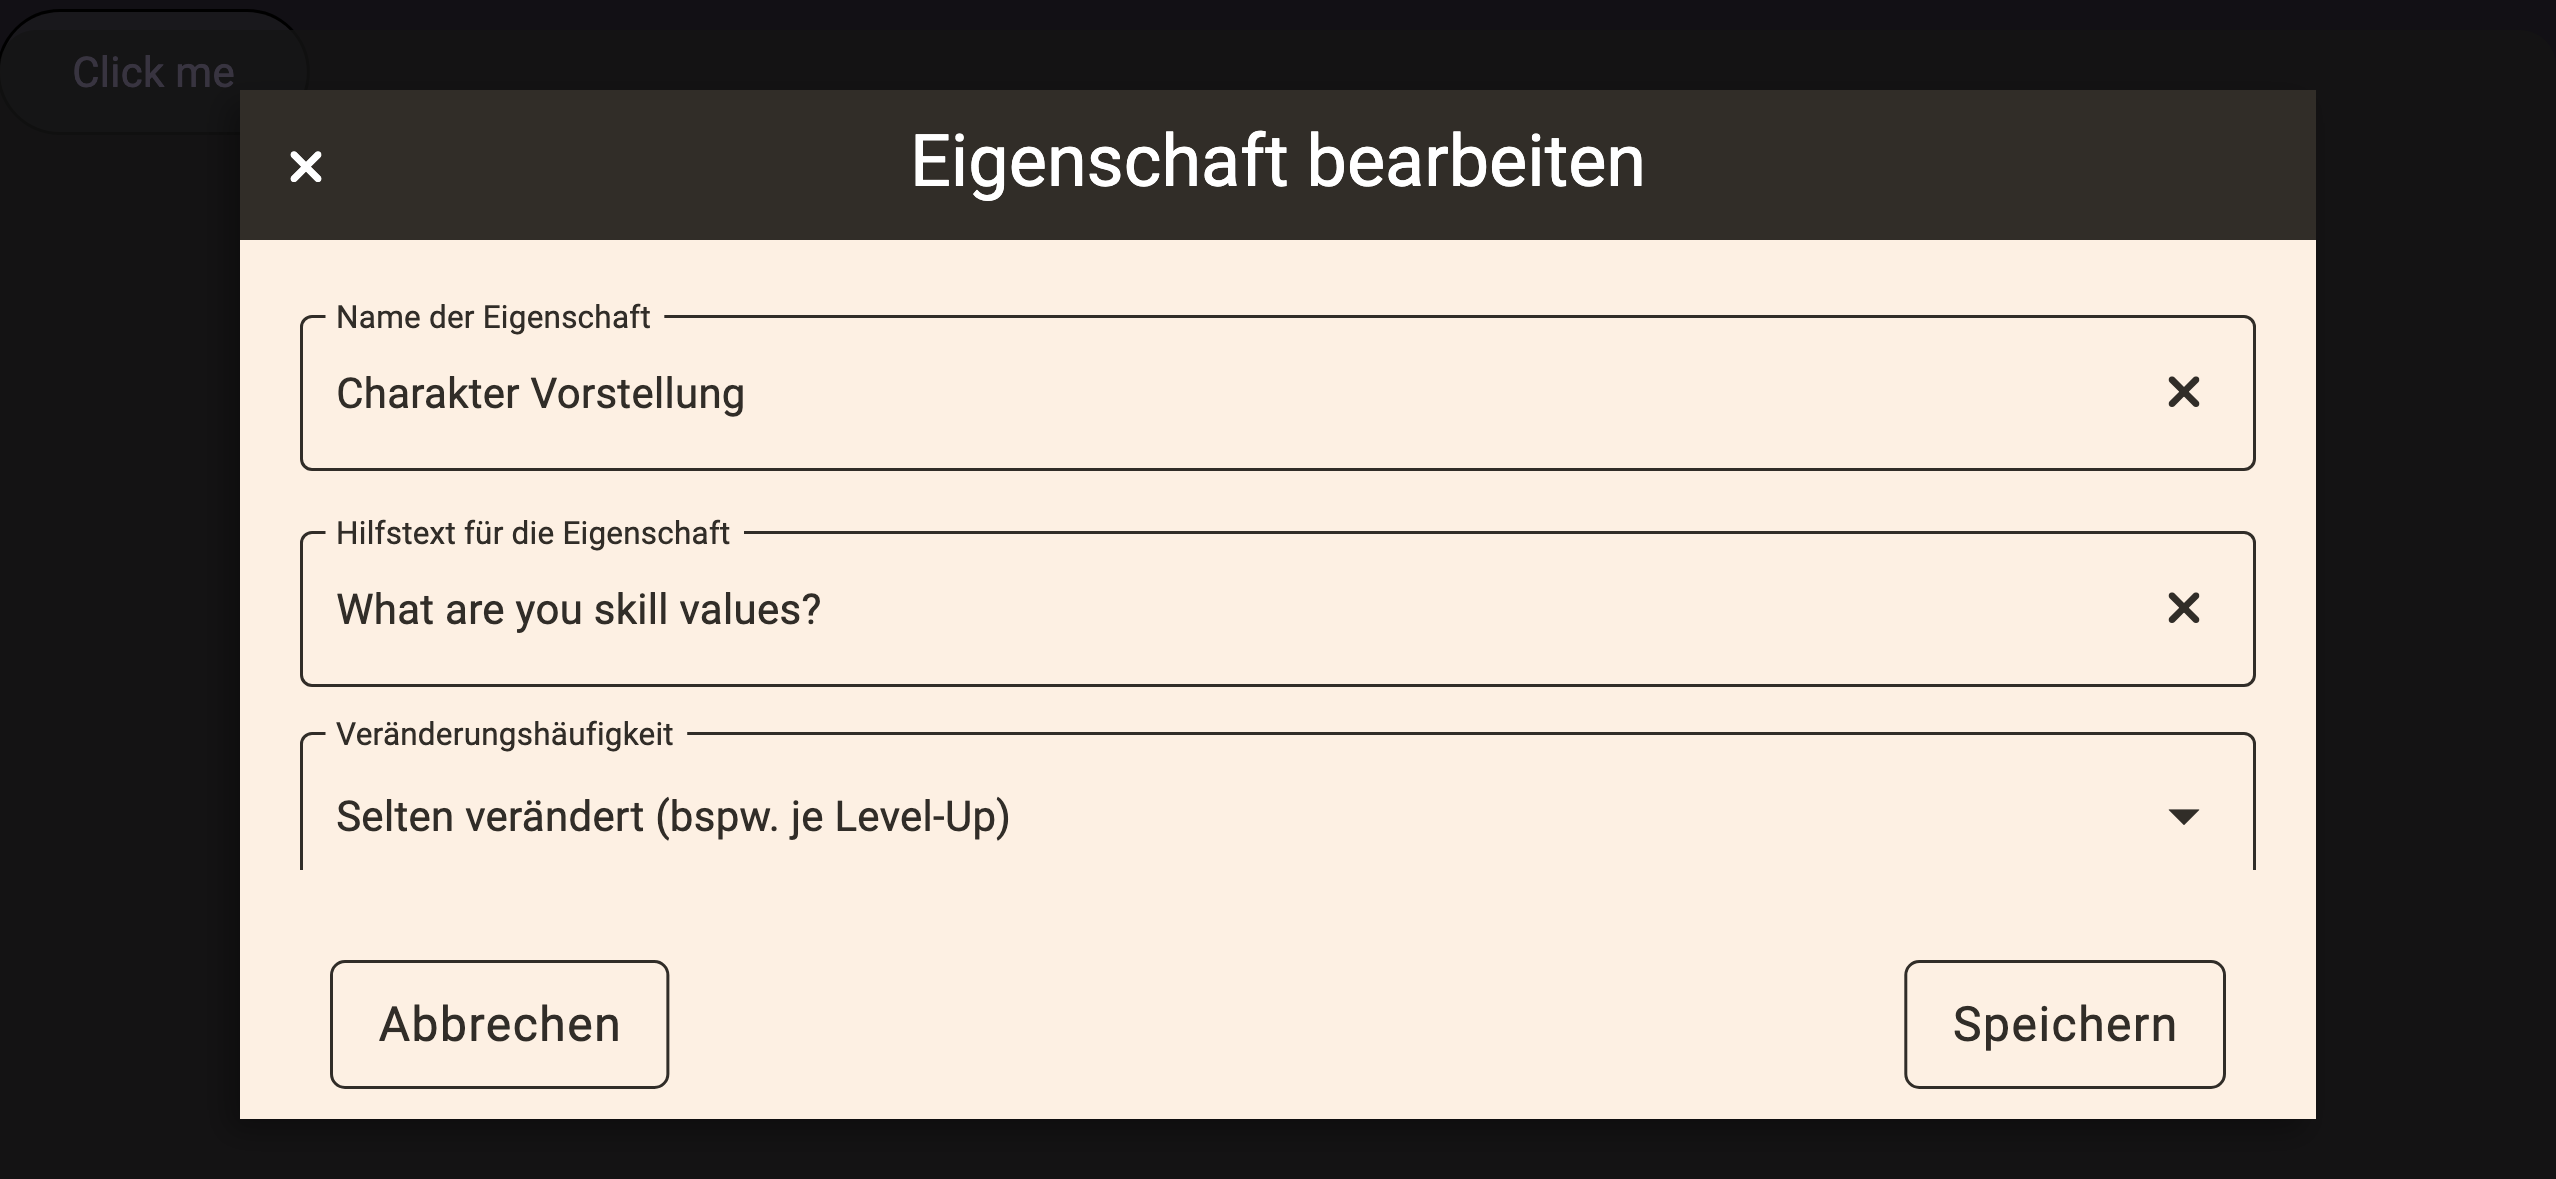 Click me
Eigenschaft bearbeiten
Name der Eigenschaft
Charakter Vorstellung
Hilfstext für die Eigenschaft
What are you skill values?
Veränderungshäufigkeit
Selten verändert (bspw. je Level-Up)
Abbrechen
Speichern